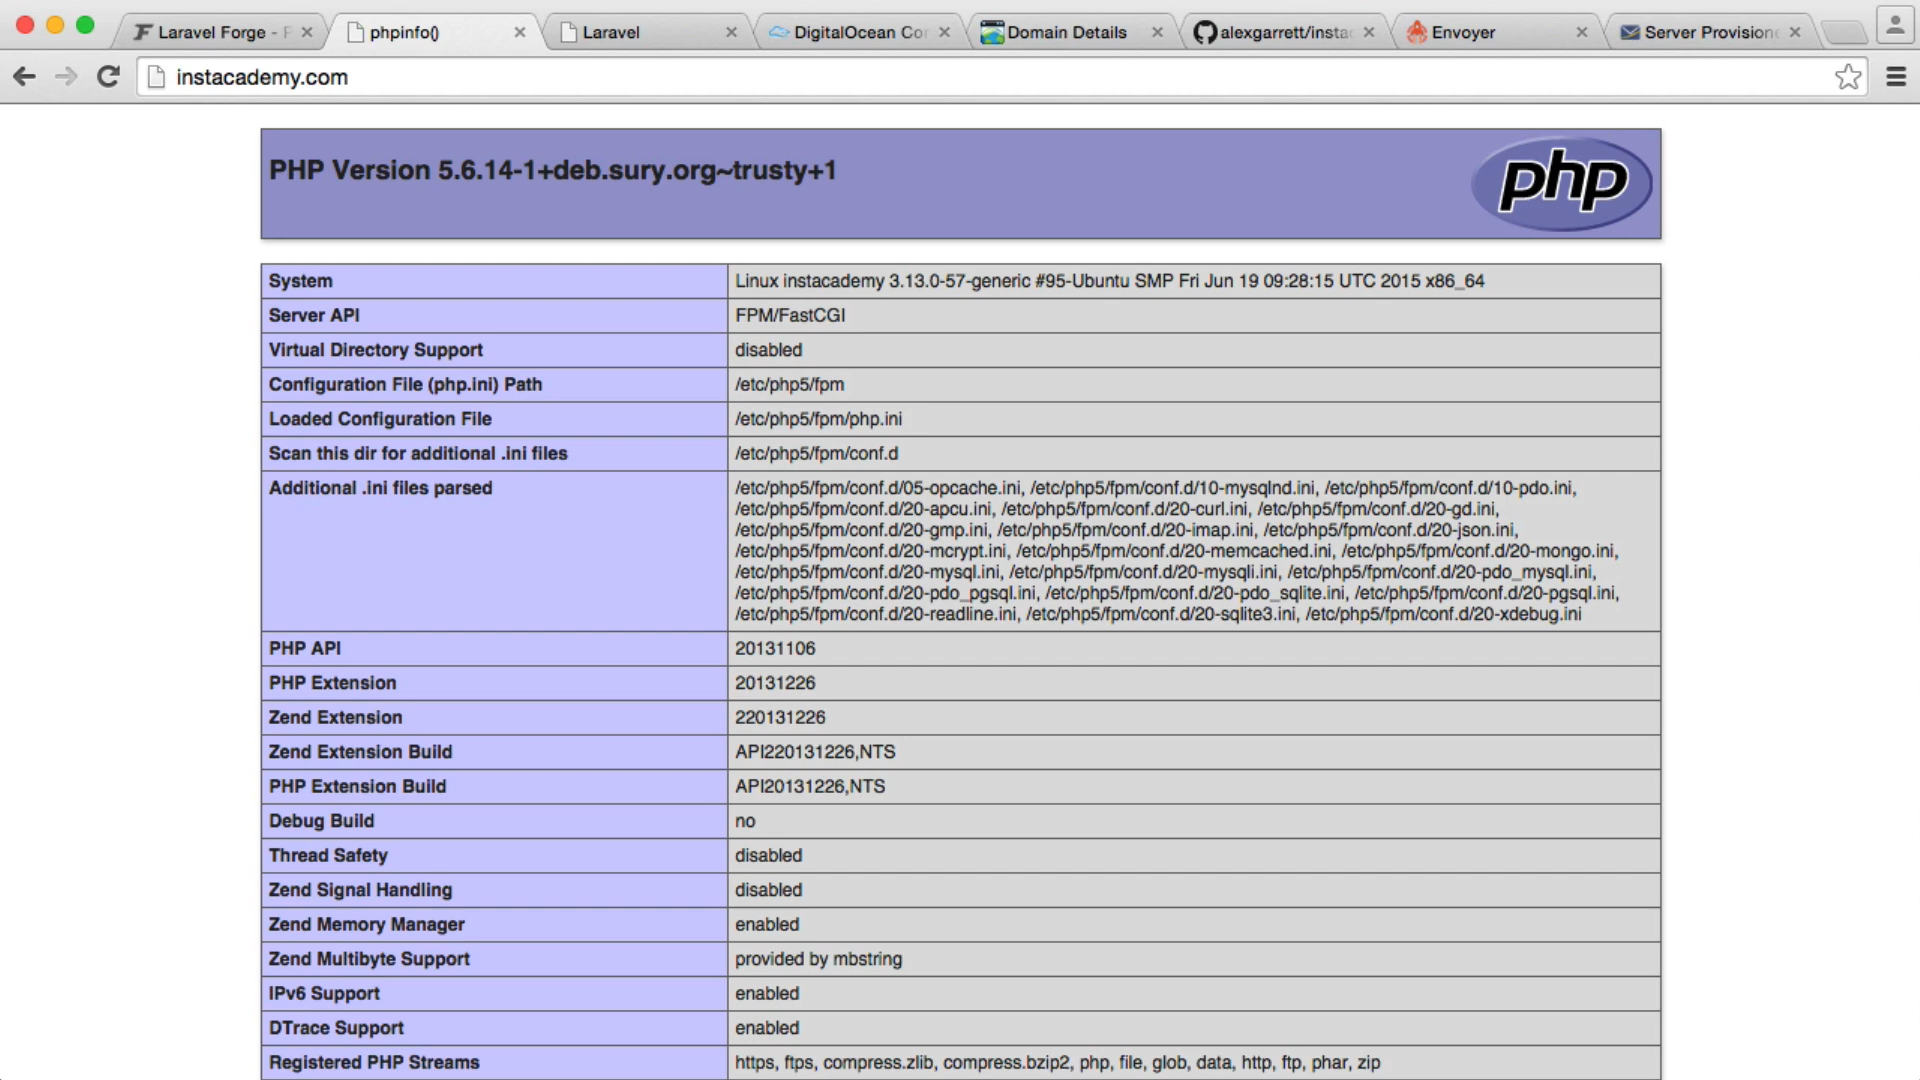 Laravel Forge - P
phpinfo()
Laravel
DigitalOcean Con
Domain Details
alexgarrett/insta
Envoyer
Server Provision
instacademy.com
PHP Version 5.6.14-1+deb.sury.org~trusty+1
php
System Linux instacademy 3.13.0-57-generic #95-Ubuntu SMP Fri Jun 19 09:28:15 UTC 2015 x86_64
Server API FPM/FastCGI
Virtual Directory Support disabled
Configuration File (php.ini) Path /etc/php5/fpm
Loaded Configuration File /etc/php5/fpm/php.ini
Scan this dir for additional .ini files /etc/php5/fpm/conf.d
Additional .ini files parsed /etc/php5/fpm/conf.d/05-opcache.ini, /etc/php5/fpm/conf.d/10-mysqlnd.ini, /etc/php5/fpm/conf.d/10-pdo.ini,
/etc/php5/fpm/conf.d/20-apcu.ini, /etc/php5/fpm/conf.d/20-curl.ini, /etc/php5/fpm/conf.d/20-gd.ini,
/etc/php5/fpm/conf.d/20-gmp.ini, /etc/php5/fpm/conf.d/20-imap.ini, /etc/php5/fpm/conf.d/20-json.ini,
/etc/php5/fpm/conf.d/20-mcrypt.ini, /etc/php5/fpm/conf.d/20-memcached.ini, /etc/php5/fpm/conf.d/20-mongo.ini,
/etc/php5/fpm/conf.d/20-mysql.ini, /etc/php5/fpm/conf.d/20-mysqli.ini, /etc/php5/fpm/conf.d/20-pdo_mysql.ini,
/etc/php5/fpm/conf.d/20-pdo_pgsql.ini, /etc/php5/fpm/conf.d/20-pdo_sqlite.ini, /etc/php5/fpm/conf.d/20-pgsql.ini,
/etc/php5/fpm/conf.d/20-readline.ini, /etc/php5/fpm/conf.d/20-sqlite3.ini, /etc/php5/fpm/conf.d/20-xdebug.ini
PHP API 20131106
PHP Extension 20131226
Zend Extension 220131226
Zend Extension Build API220131226,NTS
PHP Extension Build API20131226,NTS
Debug Build no
Thread Safety disabled
Zend Signal Handling disabled
Zend Memory Manager enabled
Zend Multibyte Support provided by mbstring
IPv6 Support enabled
DTrace Support enabled
Registered PHP Streams https, ftps, compress.zlib, compress.bzip2, php, file, glob, data, http, ftp, phar, zip